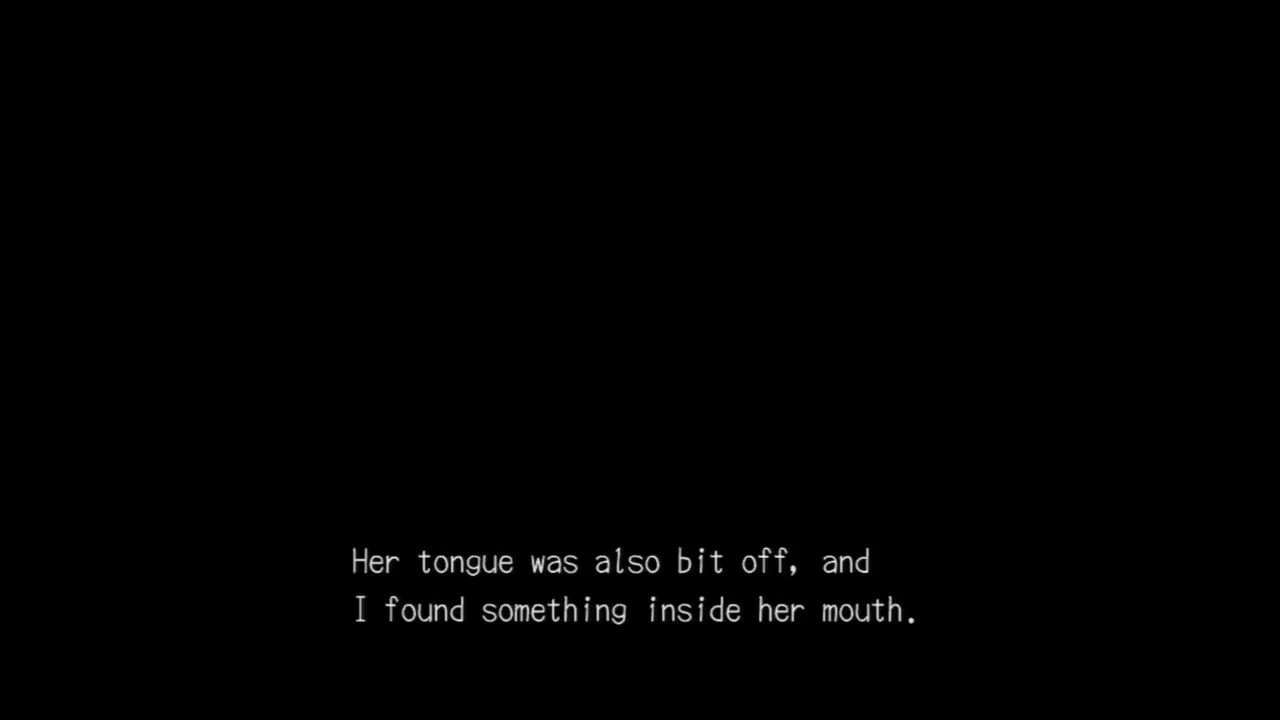 Her tongue was also bit off, and
I found something inside her mouth.